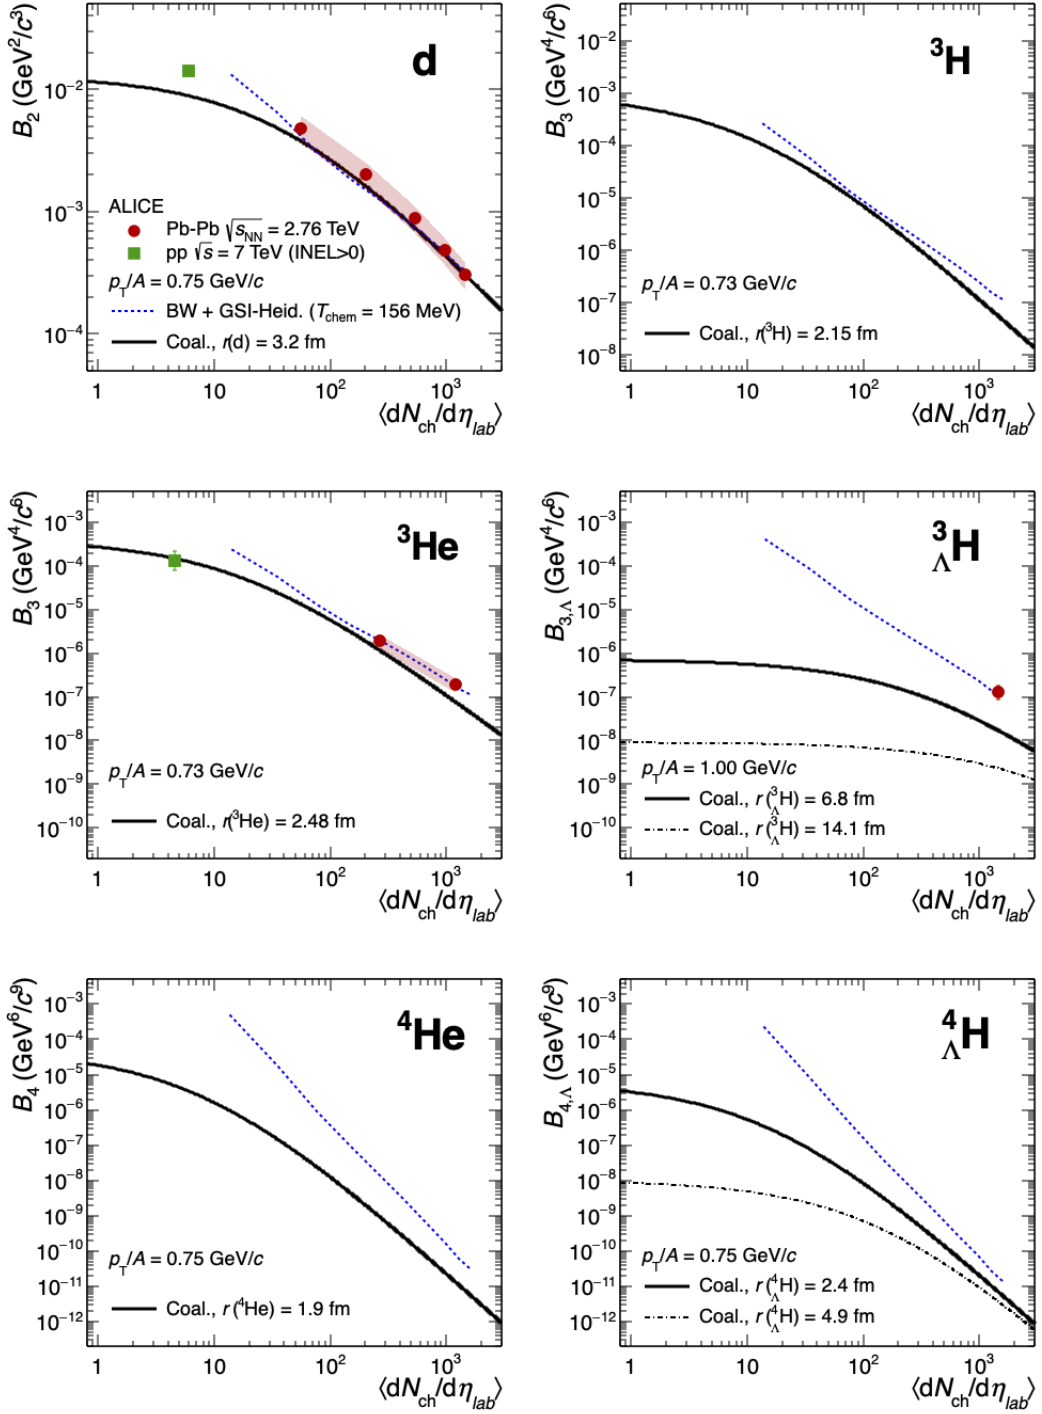 B₂ (GeV²/c³)
d
10⁻²
10⁻³
10⁻⁴
ALICE
Pb-Pb √sNN = 2.76 TeV
pp √s = 7 TeV (INEL>0)
pT/A = 0.75 GeV/c
BW + GSI-Heid. (Tchem = 156 MeV)
Coal., r(d) = 3.2 fm
1 10 10² 10³
⟨dNch/dηlab⟩
B₃ (GeV⁴/c⁶)
³H
10⁻²
10⁻³
10⁻⁴
10⁻⁵
10⁻⁶
10⁻⁷
10⁻⁸
pT/A = 0.73 GeV/c
Coal., r(³H) = 2.15 fm
1 10 10² 10³
⟨dNch/dηlab⟩
B₃ (GeV⁴/c⁶)
³He
10⁻³
10⁻⁴
10⁻⁵
10⁻⁶
10⁻⁷
10⁻⁸
10⁻⁹
10⁻¹⁰
pT/A = 0.73 GeV/c
Coal., r(³He) = 2.48 fm
1 10 10² 10³
⟨dNch/dηlab⟩
B₃,Λ (GeV⁴/c⁶)
³ΛH
10⁻³
10⁻⁴
10⁻⁵
10⁻⁶
10⁻⁷
10⁻⁸
10⁻⁹
10⁻¹⁰
pT/A = 1.00 GeV/c
Coal., r(³ΛH) = 6.8 fm
Coal., r(³ΛH) = 14.1 fm
1 10 10² 10³
⟨dNch/dηlab⟩
B₄ (GeV⁶/c⁹)
⁴He
10⁻³
10⁻⁴
10⁻⁵
10⁻⁶
10⁻⁷
10⁻⁸
10⁻⁹
10⁻¹⁰
10⁻¹¹
10⁻¹²
pT/A = 0.75 GeV/c
Coal., r(⁴He) = 1.9 fm
1 10 10² 10³
⟨dNch/dηlab⟩
B₄,Λ (GeV⁶/c⁹)
⁴ΛH
10⁻³
10⁻⁴
10⁻⁵
10⁻⁶
10⁻⁷
10⁻⁸
10⁻⁹
10⁻¹⁰
10⁻¹¹
10⁻¹²
pT/A = 0.75 GeV/c
Coal., r(⁴ΛH) = 2.4 fm
Coal., r(⁴ΛH) = 4.9 fm
1 10 10² 10³
⟨dNch/dηlab⟩